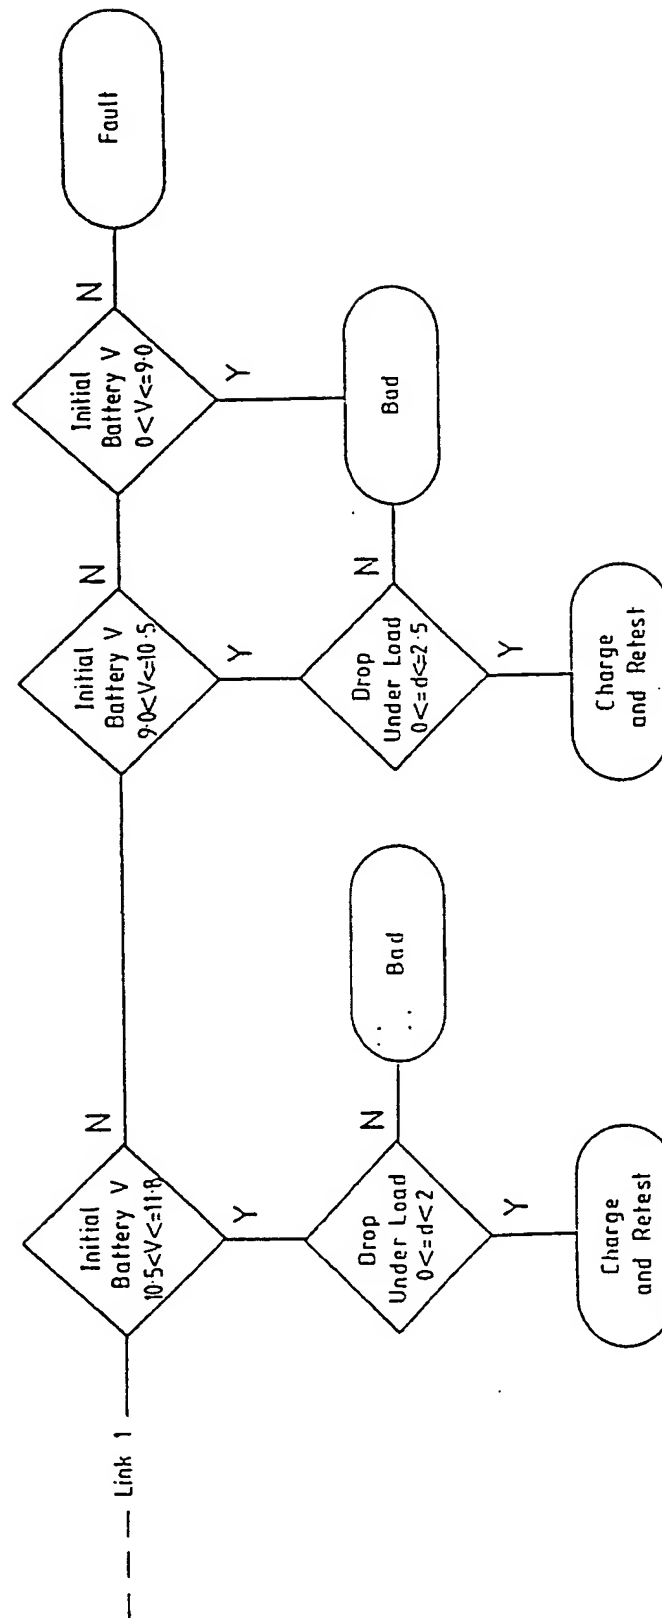 Link 1
Initial
Battery V
10·5<V<=11·8
N
Y
Drop
Under Load
0<=d<2
N
Bad
Y
Charge
and Retest
Initial
Battery V
9·0<V<=10·5
N
Y
Drop
Under Load
0<=d<=2·5
N
Bad
Y
Charge
and Retest
Initial
Battery V
0<V<=9·0
N
Y
Fault